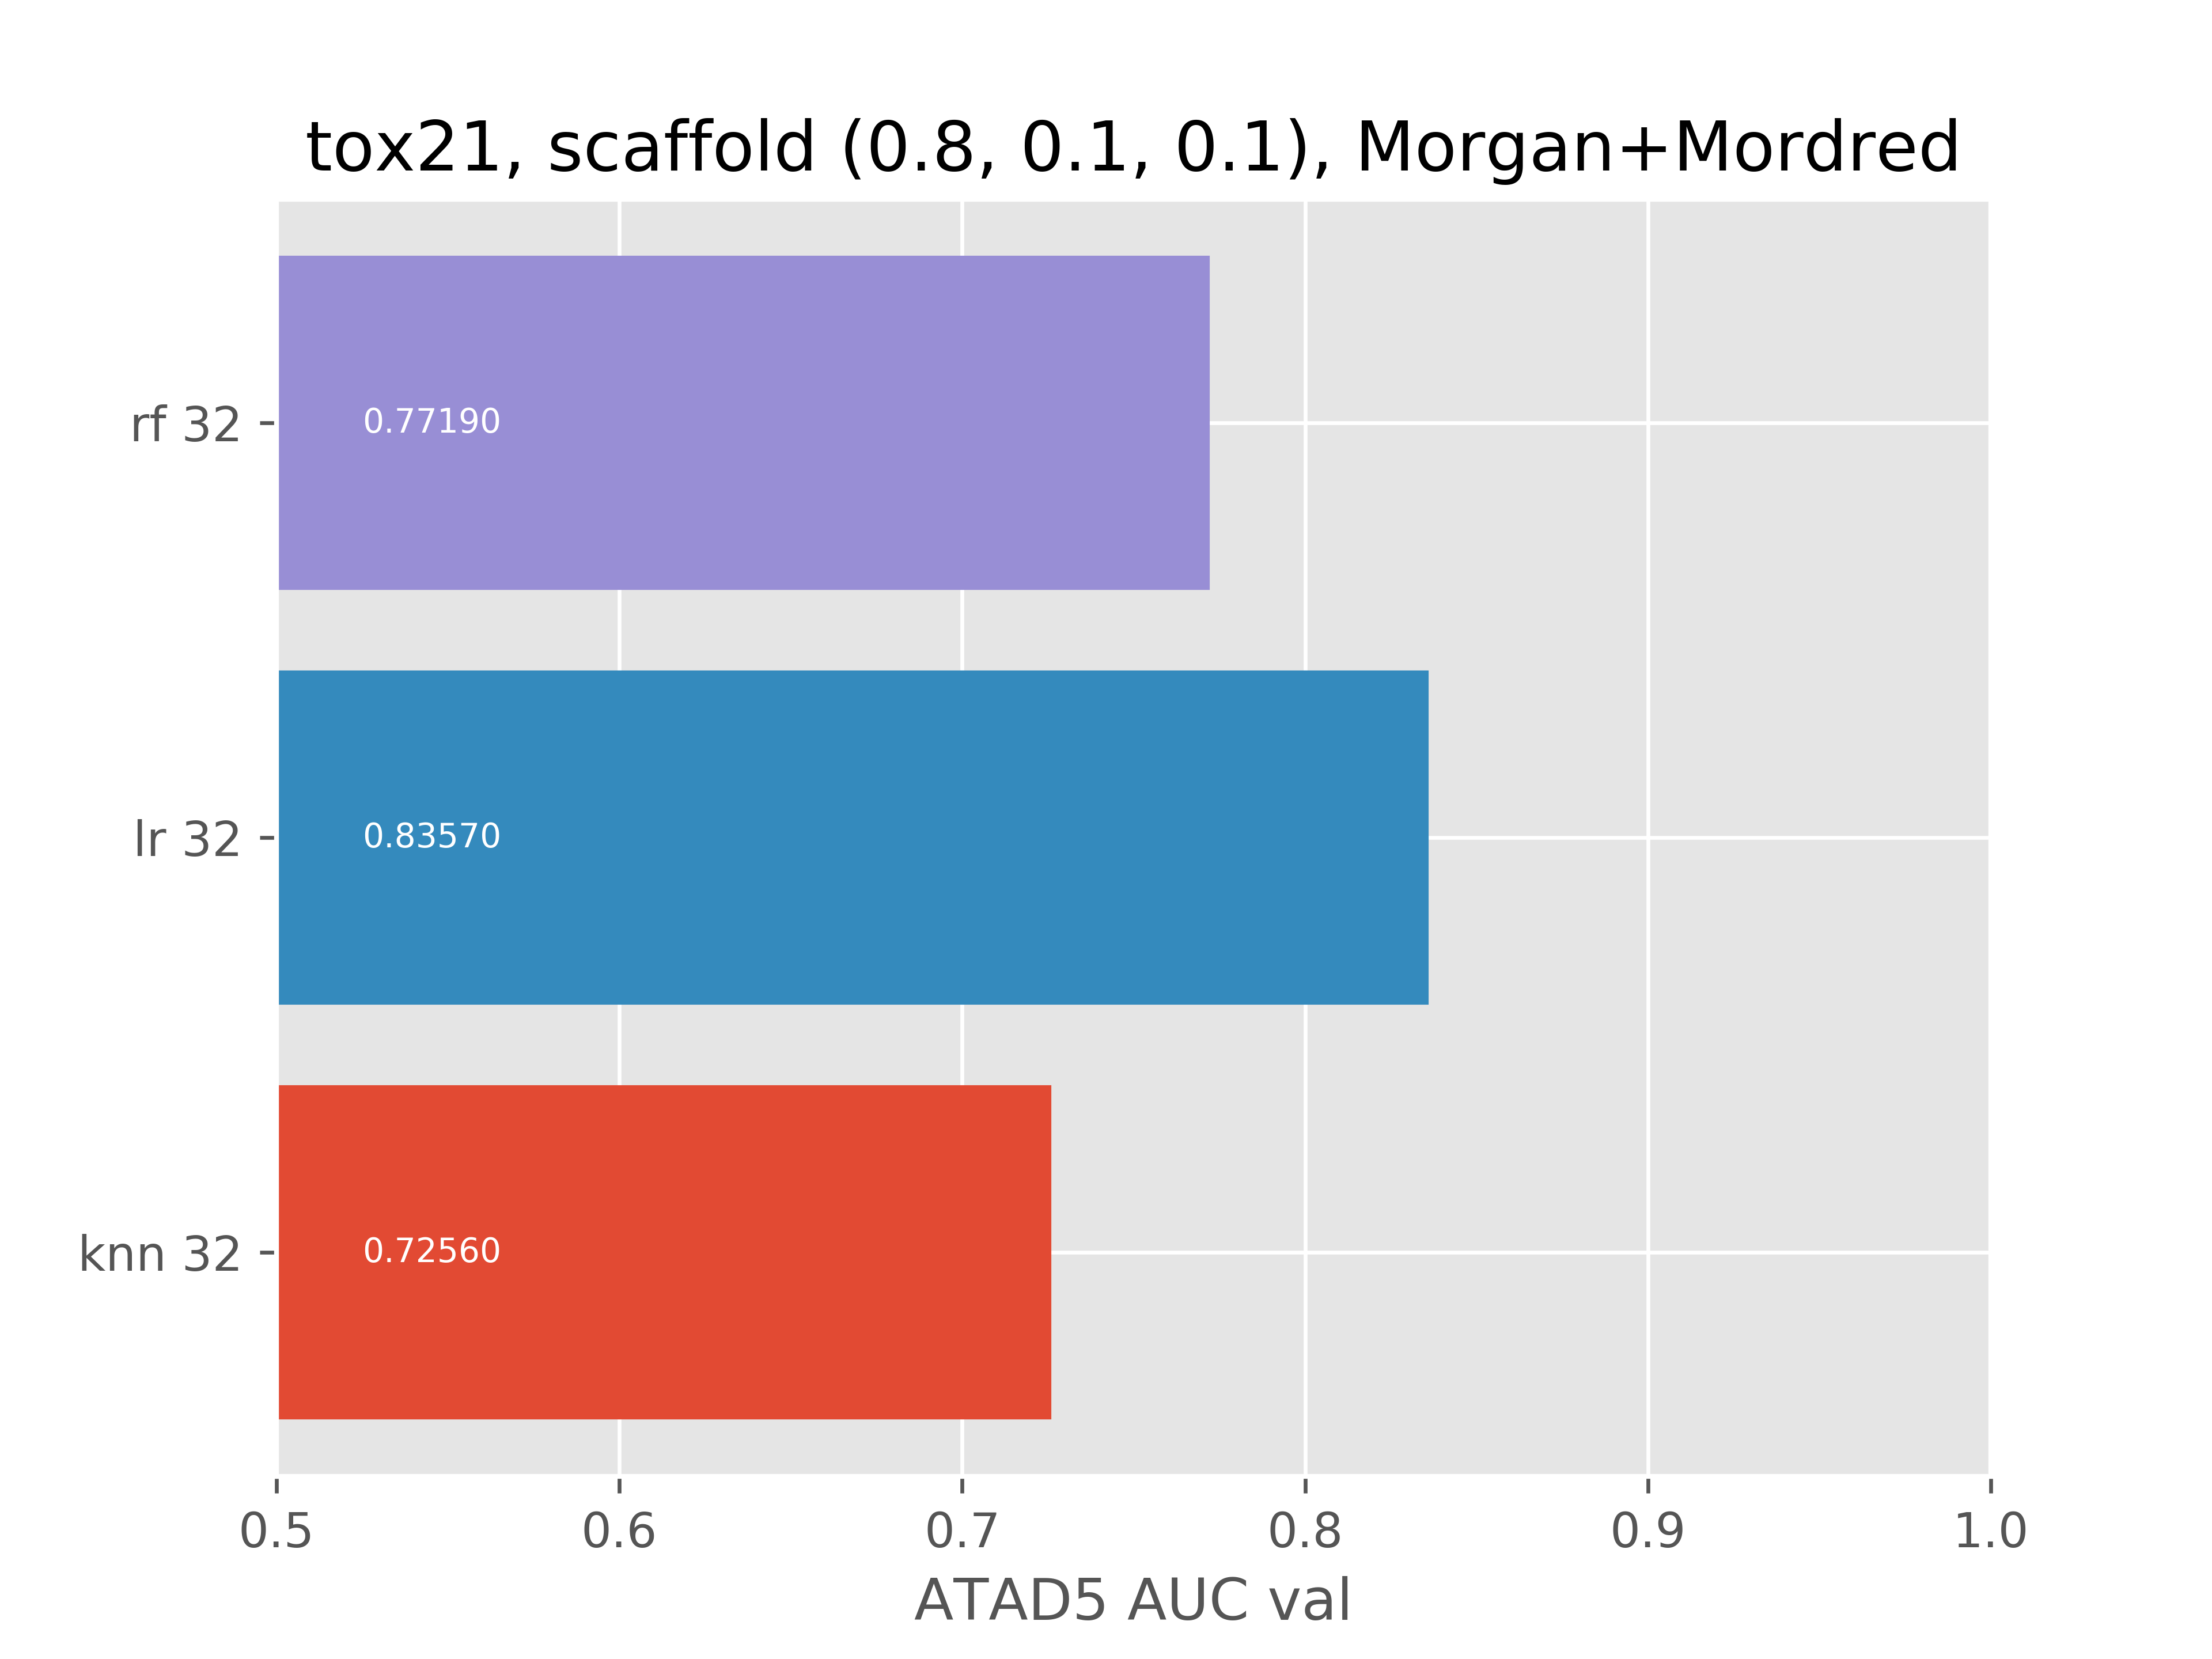 tox21, scaffold (0.8, 0.1, 0.1), Morgan+Mordred
rf 32
0.77190
lr 32
0.83570
knn 32
0.72560
0.5 0.6 0.7 0.8 0.9 1.0
ATAD5 AUC val